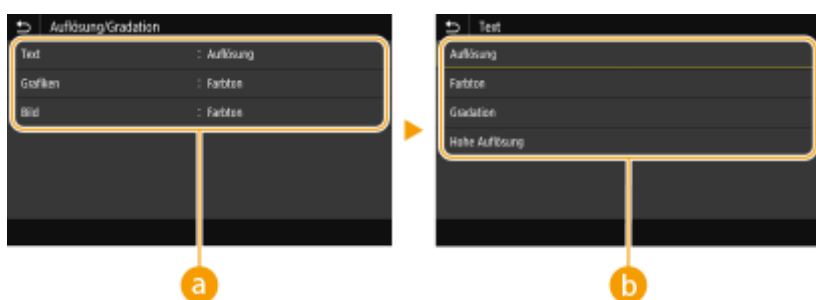 Auflösung/Gradation
Text : Auflösung
Grafiken : Farbton
Bild : Farbton
a
Text
Auflösung
Farbton
Gradation
Hohe Auflösung
b